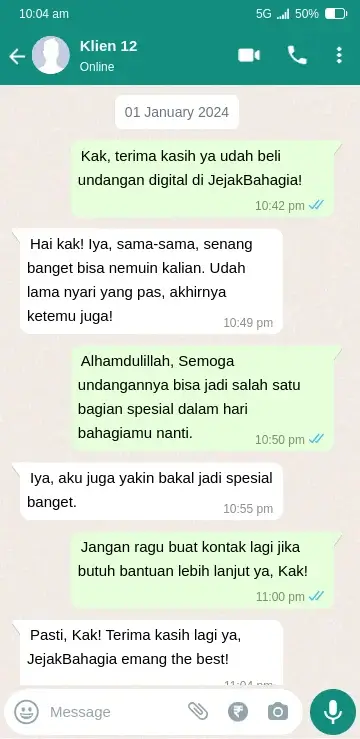 10:04 am
5G
50%
Klien 12
Online
01 January 2024
Kak, terima kasih ya udah beli
undangan digital di JejakBahagia!
10:42 pm
Hai kak! Iya, sama-sama, senang
banget bisa nemuin kalian. Udah
lama nyari yang pas, akhirnya
ketemu juga!
10:49 pm
Alhamdulillah, Semoga
undangannya bisa jadi salah satu
bagian spesial dalam hari
bahagiamu nanti.
10:50 pm
Iya, aku juga yakin bakal jadi spesial
banget.
10:55 pm
Jangan ragu buat kontak lagi jika
butuh bantuan lebih lanjut ya, Kak!
11:00 pm
Pasti, Kak! Terima kasih lagi ya,
JejakBahagia emang the best!
11:04 pm
Message